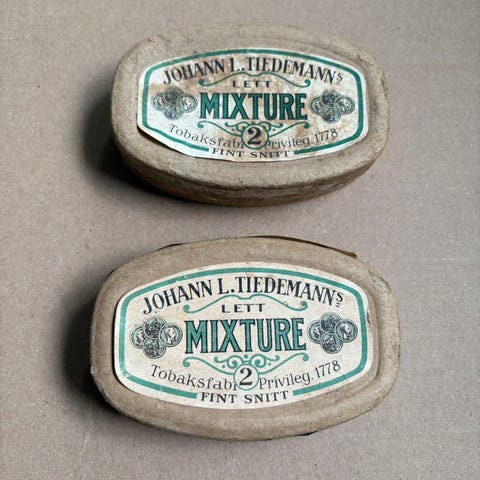 JOHANN L. TIEDEMANNS
LETT
MIXTURE
Tobaksfabr. 2 Privileg. 1778
FINT SNITT
JOHANN L. TIEDEMANNS
LETT
MIXTURE
Tobaksfabr. 2 Privileg. 1778
FINT SNITT